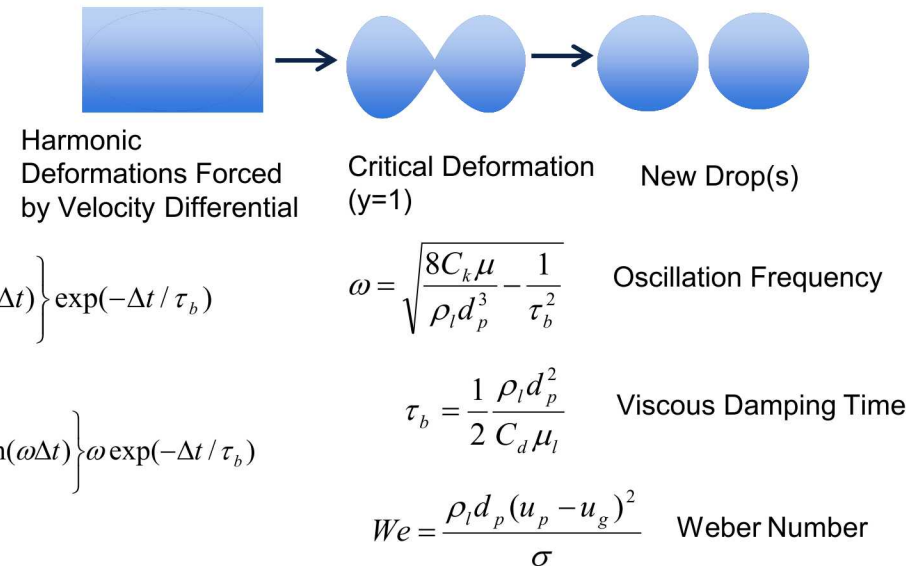 Harmonic
Deformations Forced
by Velocity Differential
Critical Deformation
(y=1)
New Drop(s)
Δt)} exp(−Δt / τ_b)
ω = √(8C_k μ / ρ_l d_p^3 − 1 / τ_b^2)
Oscillation Frequency
τ_b = 1/2 ρ_l d_p^2 / C_d μ_l
Viscous Damping Time
n(ωΔt)} ω exp(−Δt / τ_b)
We = ρ_l d_p (u_p − u_g)^2 / σ
Weber Number